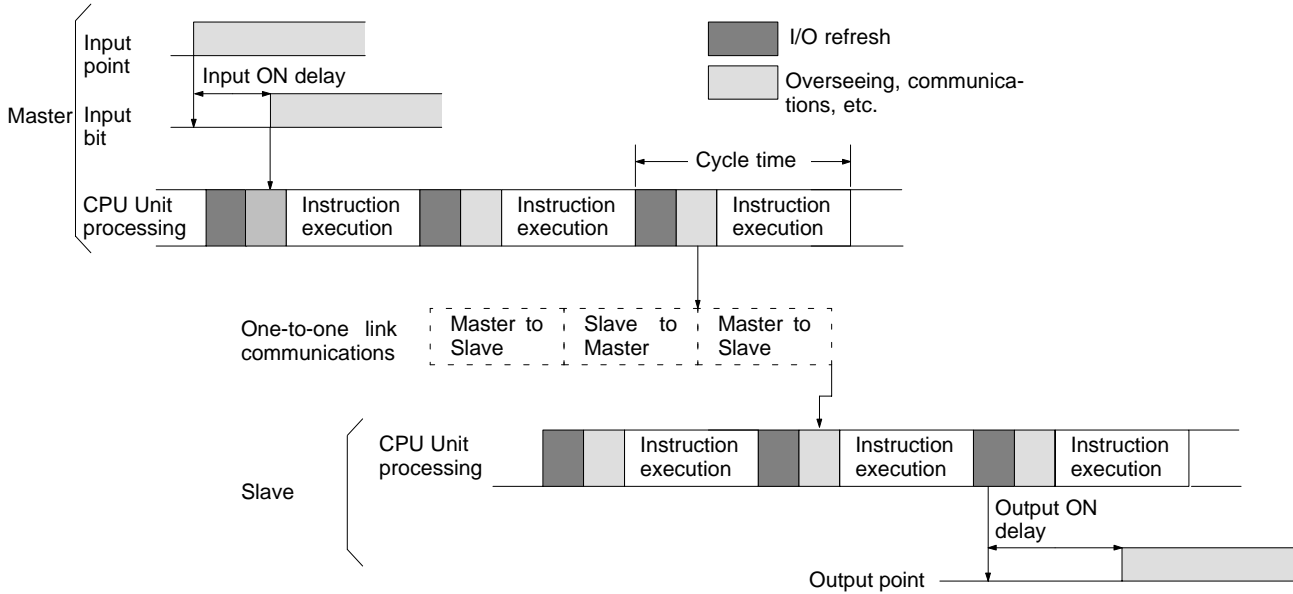 Input
point
I/O refresh
Input ON delay
Overseeing, communica-
tions, etc.
Master
Input
bit
Cycle time
CPU Unit
processing
Instruction
execution
Instruction
execution
Instruction
execution
One-to-one link
communications
Master to
Slave
Slave to
Master
Master to
Slave
CPU Unit
processing
Instruction
execution
Instruction
execution
Instruction
execution
Slave
Output ON
delay
Output point